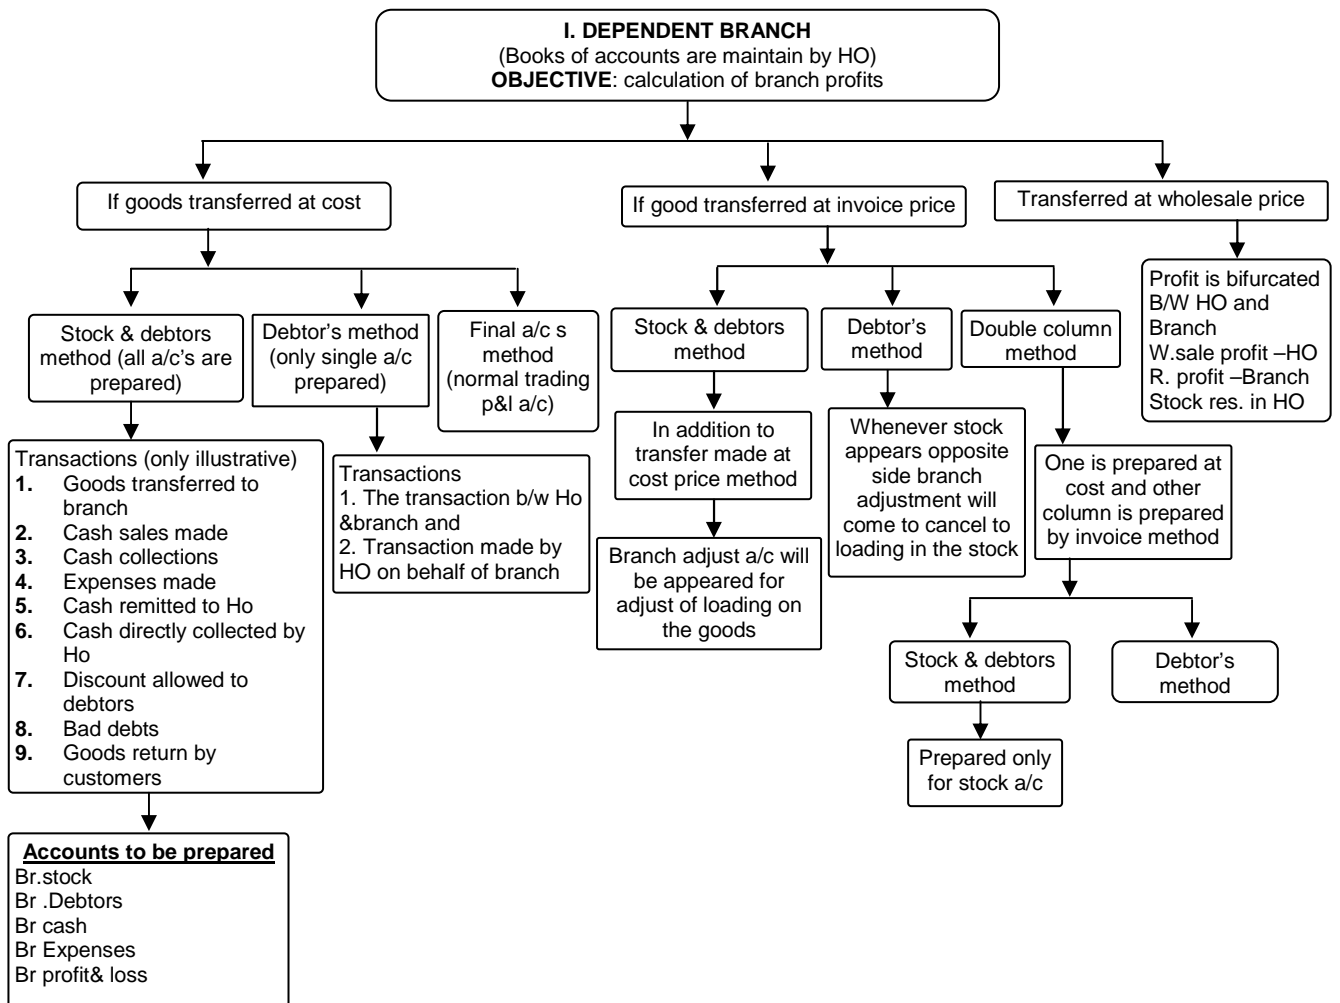 I. DEPENDENT BRANCH
(Books of accounts are maintain by HO)
OBJECTIVE: calculation of branch profits
If goods transferred at cost
If good transferred at invoice price
Transferred at wholesale price
Stock & debtors
method (all a/c's are
prepared)
Debtor's method
(only single a/c
prepared)
Final a/c s
method
(normal trading
p&l a/c)
Stock & debtors
method
Debtor's
method
Double column
method
Profit is bifurcated
B/W HO and
Branch
W.sale profit –HO
R. profit –Branch
Stock res. in HO
Transactions (only illustrative)
1. Goods transferred to
branch
2. Cash sales made
3. Cash collections
4. Expenses made
5. Cash remitted to Ho
6. Cash directly collected by
Ho
7. Discount allowed to
debtors
8. Bad debts
9. Goods return by
customers
Transactions
1. The transaction b/w Ho
&branch and
2. Transaction made by
HO on behalf of branch
In addition to
transfer made at
cost price method
Whenever stock
appears opposite
side branch
adjustment will
come to cancel to
loading in the stock
One is prepared at
cost and other
column is prepared
by invoice method
Branch adjust a/c will
be appeared for
adjust of loading on
the goods
Stock & debtors
method
Debtor's
method
Prepared only
for stock a/c
Accounts to be prepared
Br.stock
Br .Debtors
Br cash
Br Expenses
Br profit& loss